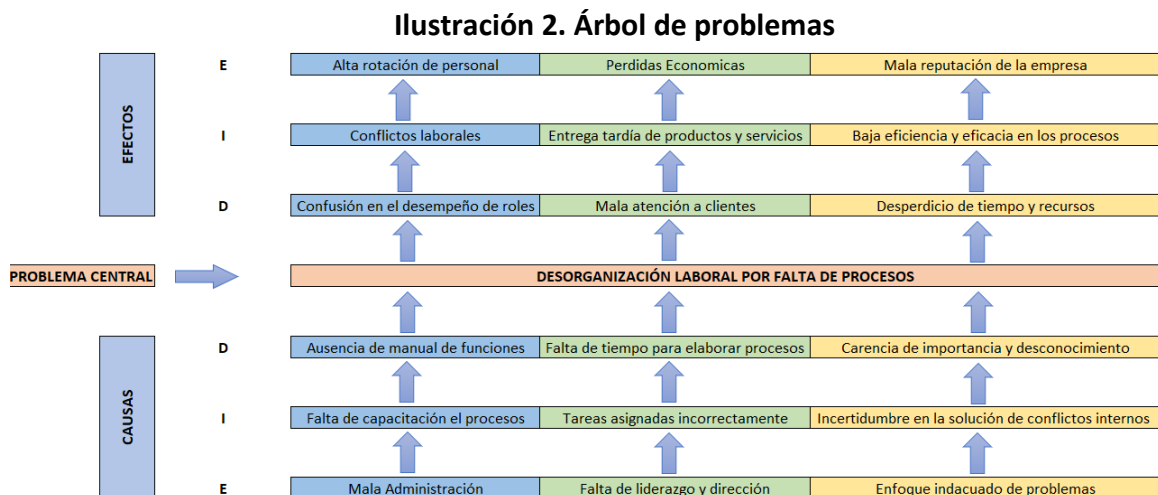 Ilustración 2. Árbol de problemas
EFECTOS
E Alta rotación de personal Perdidas Economicas Mala reputación de la empresa
I Conflictos laborales Entrega tardía de productos y servicios Baja eficiencia y eficacia en los procesos
D Confusión en el desempeño de roles Mala atención a clientes Desperdicio de tiempo y recursos
PROBLEMA CENTRAL DESORGANIZACIÓN LABORAL POR FALTA DE PROCESOS
CAUSAS
D Ausencia de manual de funciones Falta de tiempo para elaborar procesos Carencia de importancia y desconocimiento
I Falta de capacitación el procesos Tareas asignadas incorrectamente Incertidumbre en la solución de conflictos internos
E Mala Administración Falta de liderazgo y dirección Enfoque indacuado de problemas